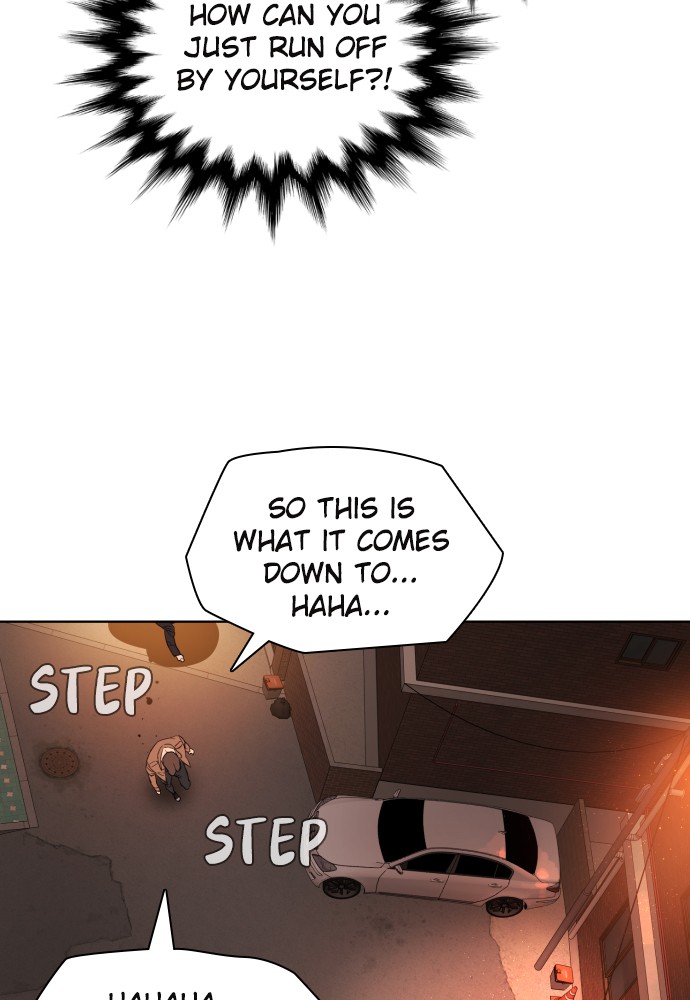 HOW CAN YOU
JUST RUN OFF
BY YOURSELF?!
SO THIS IS
WHAT IT COMES
DOWN TO...
HAHA...
STEP
STEP
HAHAHA